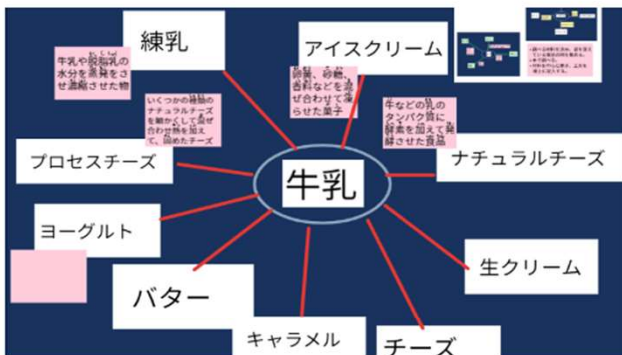 練乳
アイスクリーム
牛乳や脱脂乳の
水分を蒸発をさ
せ濃縮させた物
卵黄、砂糖、
香料などを混
ぜ合わせて凍
らせた菓子
いくつかの種類の
ナチュラルチーズ
を細かくして混ぜ
合わせ熱を加え
て、固めたチーズ
牛などの乳の
タンパク質に
酵素を加えて発
酵させた食品
プロセスチーズ
ナチュラルチーズ
牛乳
ヨーグルト
生クリーム
バター
キャラメル
チーズ